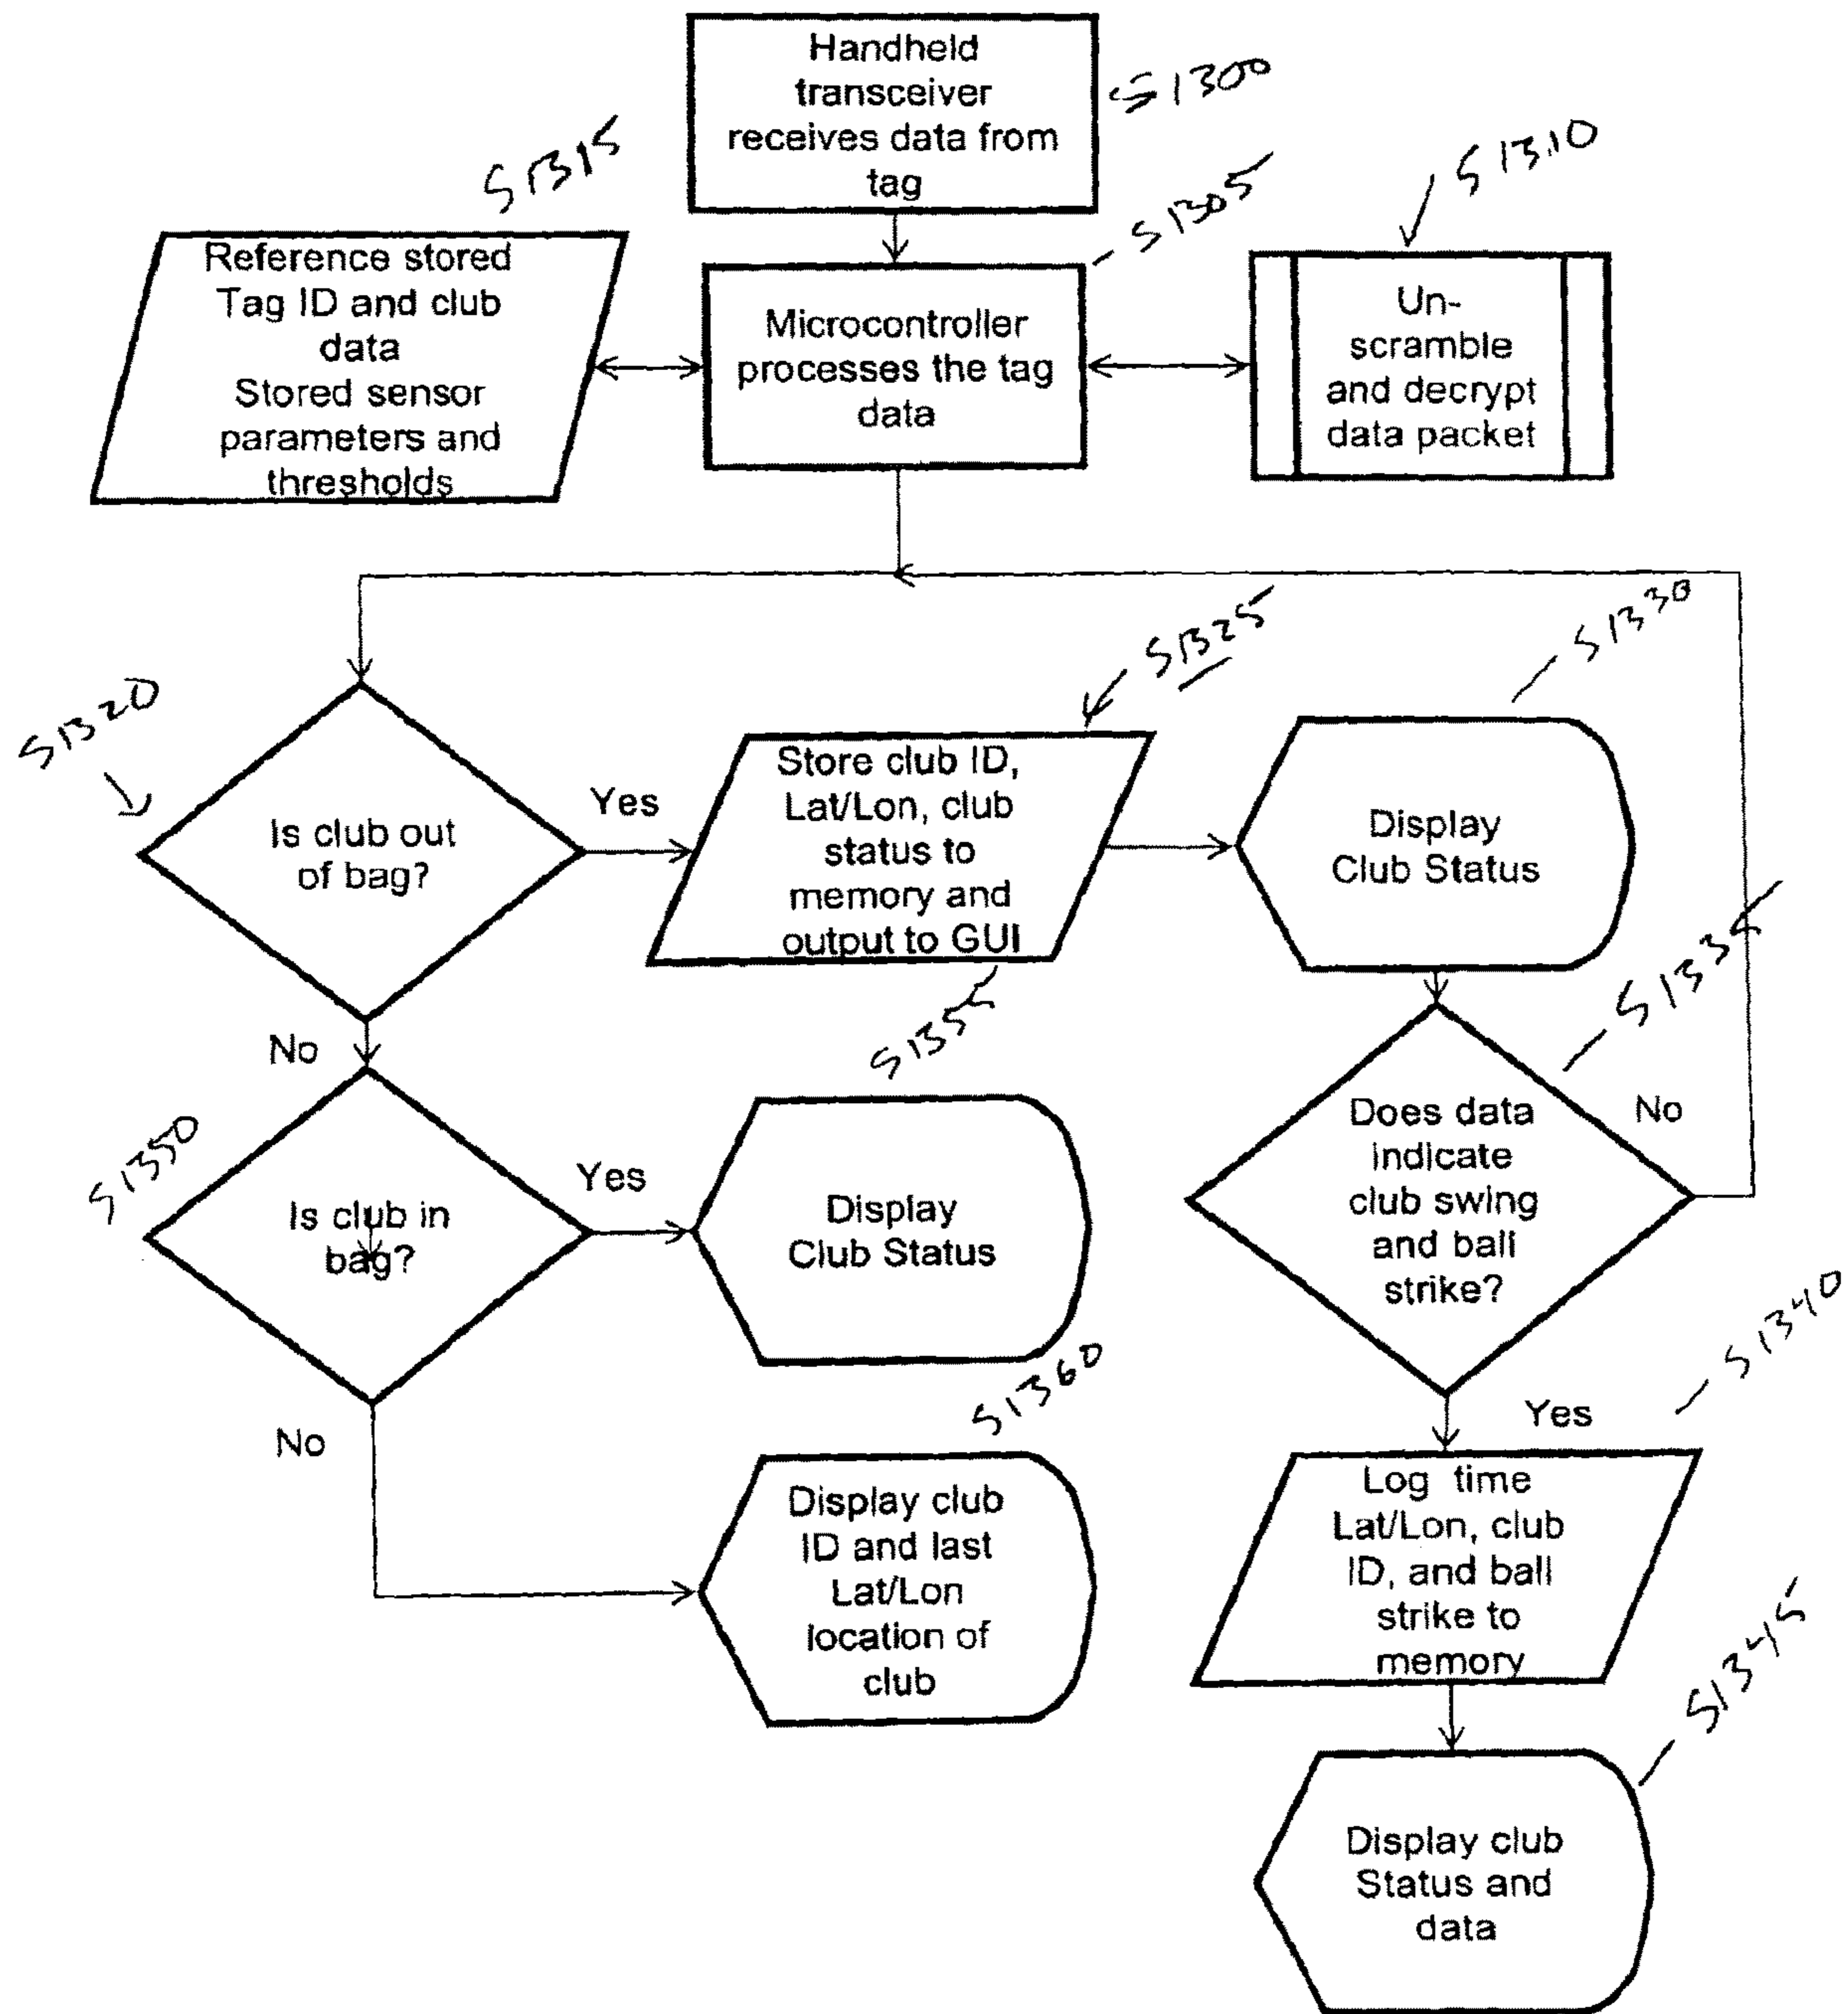 Handheld
transceiver
receives data from
tag
S1300
S1315
S1305
S1310
Reference stored
Tag ID and club
data
Stored sensor
parameters and
thresholds
Microcontroller
processes the tag
data
Un-
scramble
and decrypt
data packet
S1320
Is club out
of bag?
Yes
No
S1325
Store club ID,
Lat/Lon, club
status to
memory and
output to GUI
S1330
Display
Club Status
S1335
Does data
indicate
club swing
and ball
strike?
No
Yes
S1350
Is club in
bag?
Yes
No
S1355
Display
Club Status
S1360
Display club
ID and last
Lat/Lon
location of
club
S1340
Log time
Lat/Lon, club
ID, and ball
strike to
memory
S1345
Display club
Status and
data